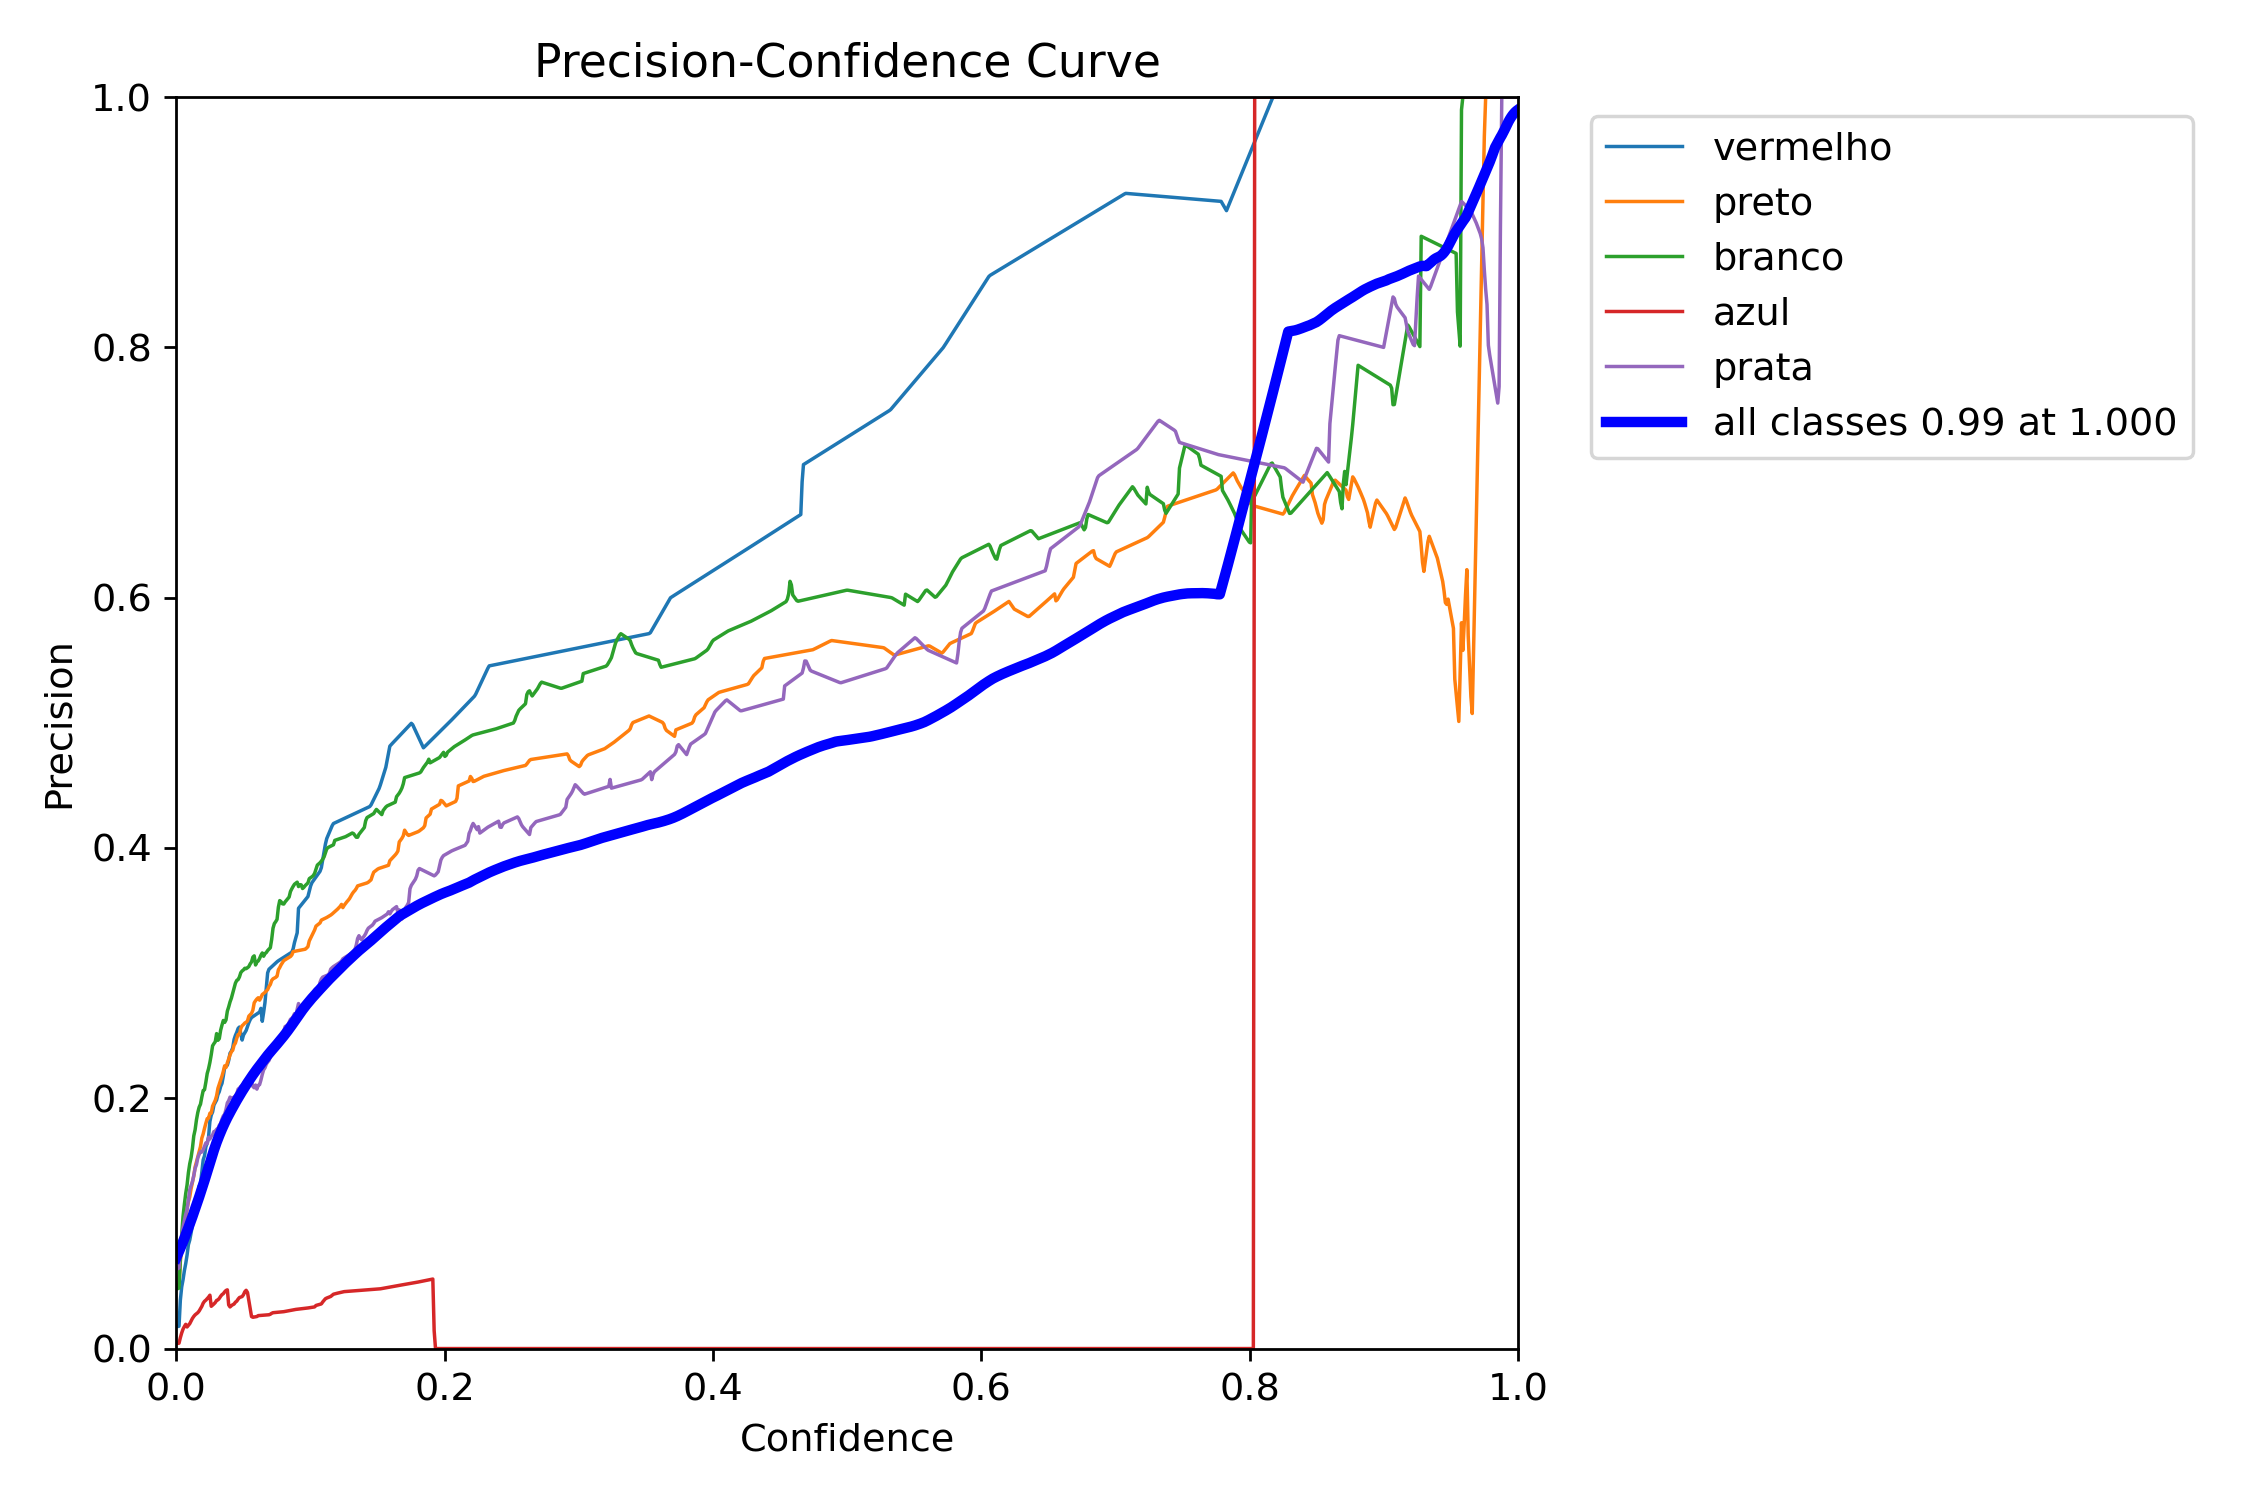 Precision-Confidence Curve
1.0
0.8
0.6
0.4
0.2
0.0
Precision
0.0 0.2 0.4 0.6 0.8 1.0
Confidence
vermelho
preto
branco
azul
prata
all classes 0.99 at 1.000